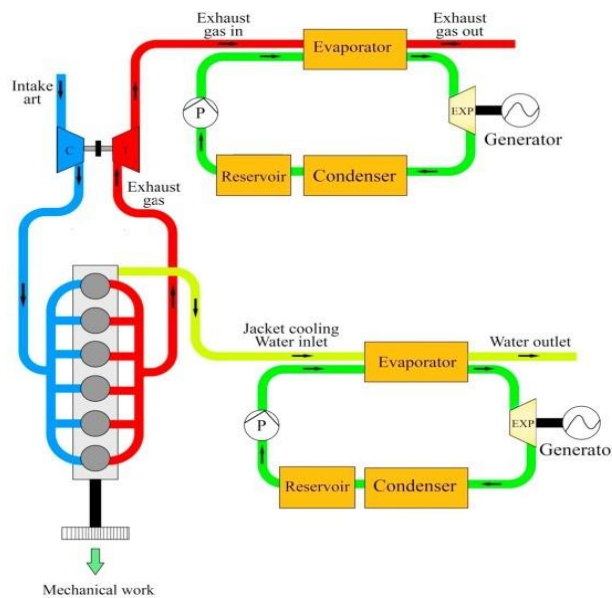 Exhaust
gas in
Evaporator
Exhaust
gas out
Intake
art
P
EXP
Generator
C
T
Reservoir
Condenser
Exhaust
gas
Jacket cooling
Water inlet
Evaporator
Water outlet
P
EXP
Generato
Reservoir
Condenser
Mechanical work